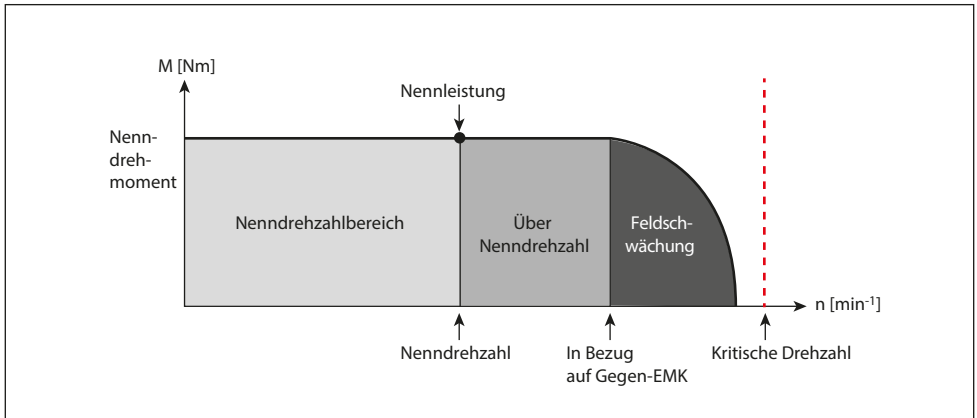 M [Nm]
Nennleistung
Nenn-
dreh-
moment
Nenndrehzahlbereich
Über
Nenndrehzahl
Feldsch-
wächung
n [min-1]
Nenndrehzahl
In Bezug
auf Gegen-EMK
Kritische Drehzahl